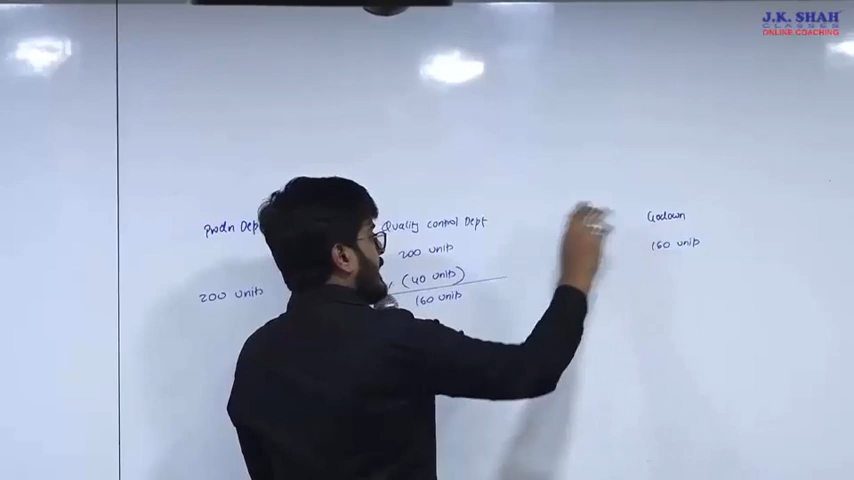 J.K. SHAH
CLASSES
ONLINE COACHING
Prodn Dept
Quality control Dept
Godown
200 units
160 units
(40 units)
200 units
160 units